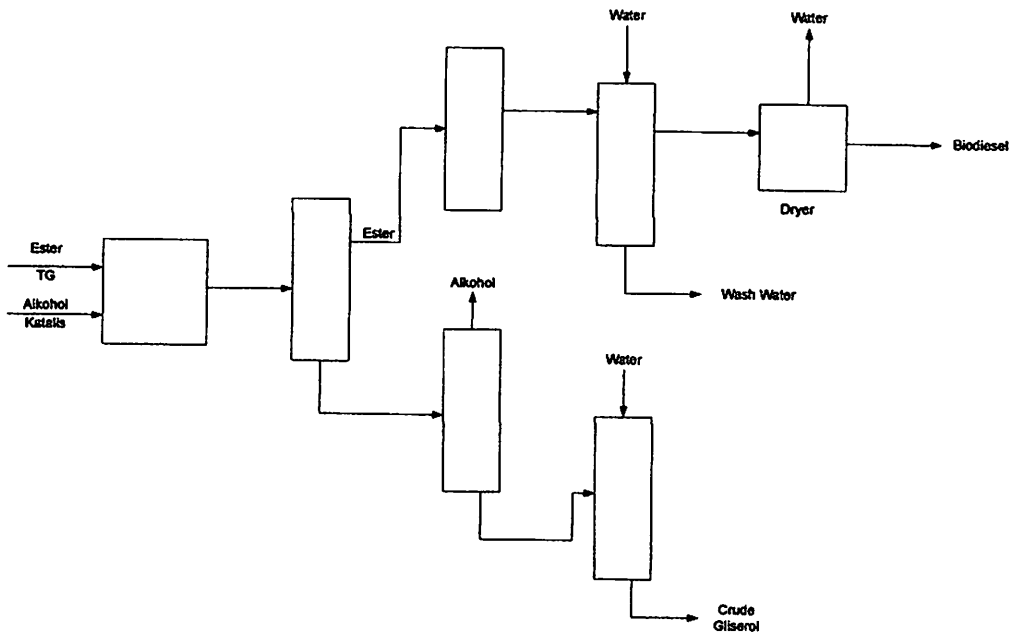 Water
Water
Biodiesel
Dryer
Ester
Ester
TG
Alkohol
Katalis
Alkohol
Wash Water
Water
Crude
Gliserol